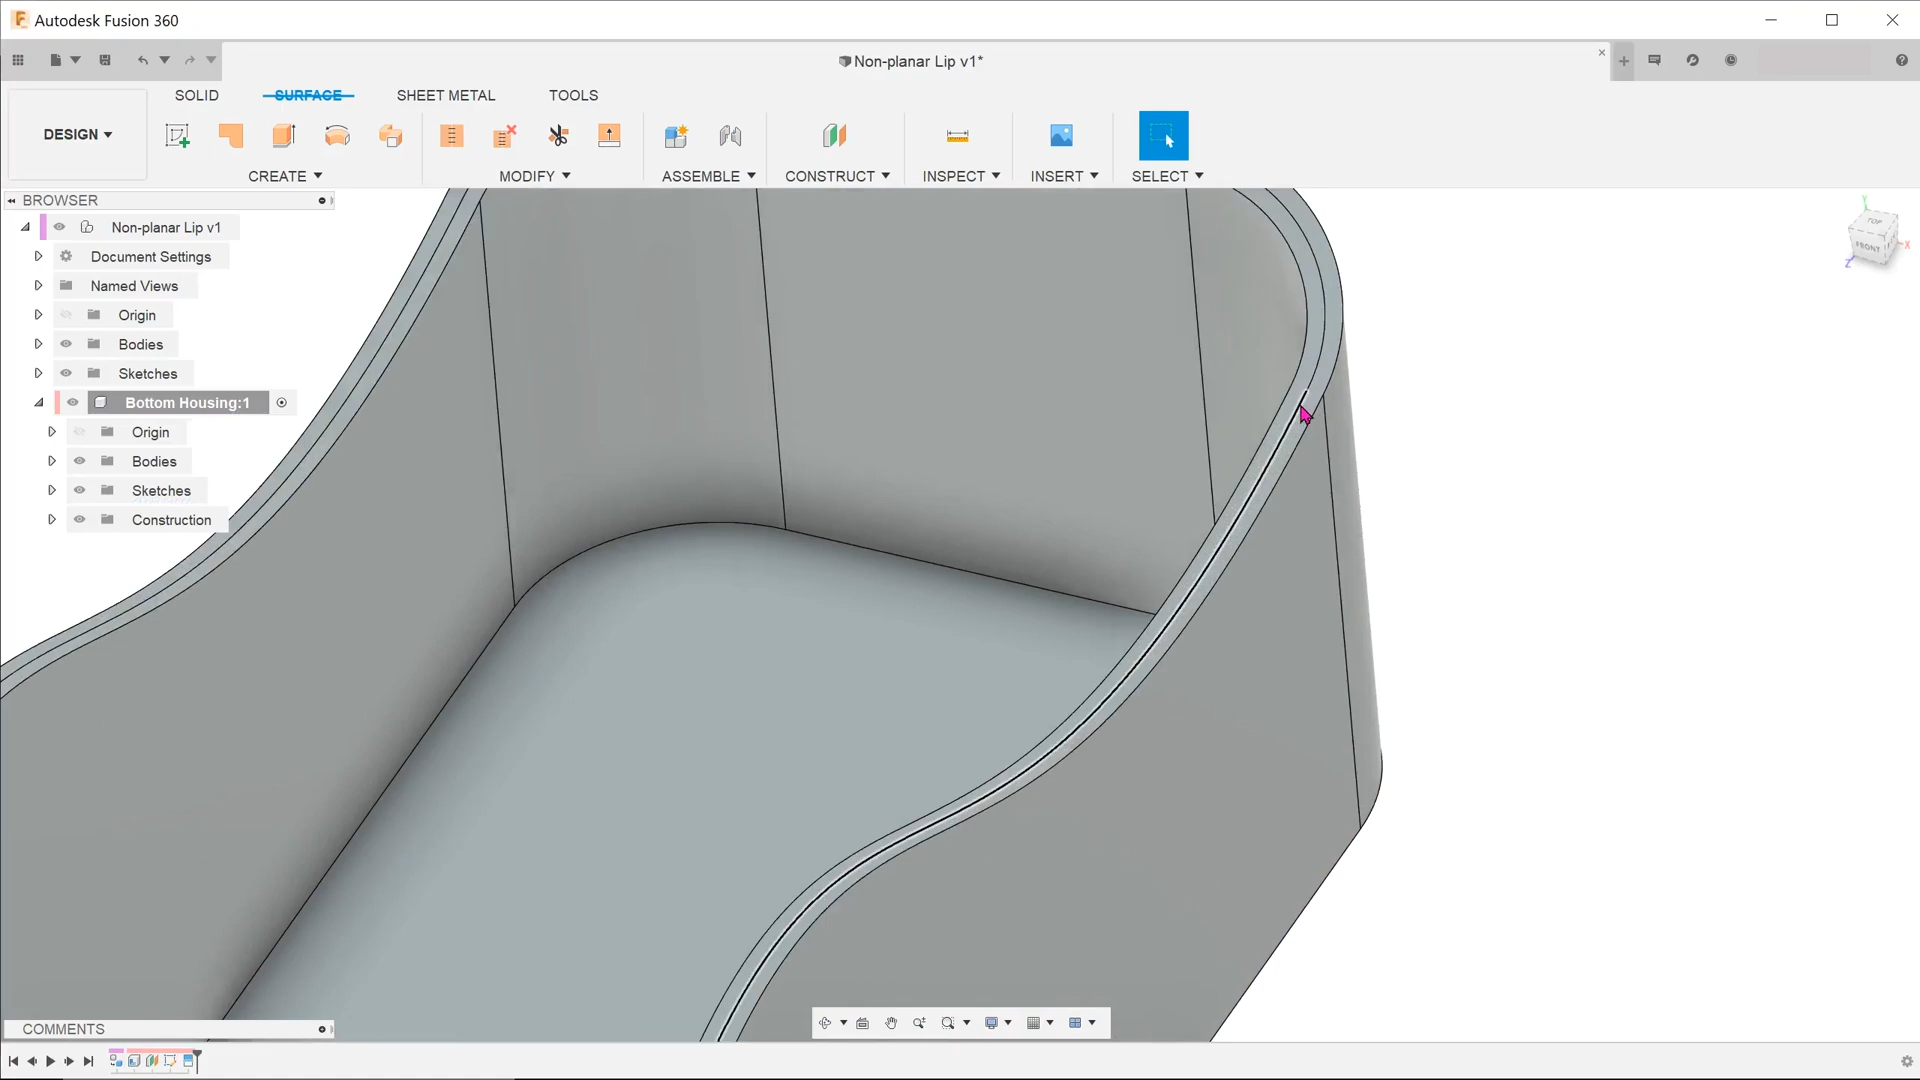 Autodesk Fusion 360
Non-planar Lip v1*
SOLID SURFACE SHEET METAL TOOLS
DESIGN
CREATE MODIFY ASSEMBLE CONSTRUCT INSPECT INSERT SELECT
BROWSER
Non-planar Lip v1
Document Settings
Named Views
Origin
Bodies
Sketches
Bottom Housing:1
Origin
Bodies
Sketches
Construction
TOP
FRONT
Y
X
Z
COMMENTS